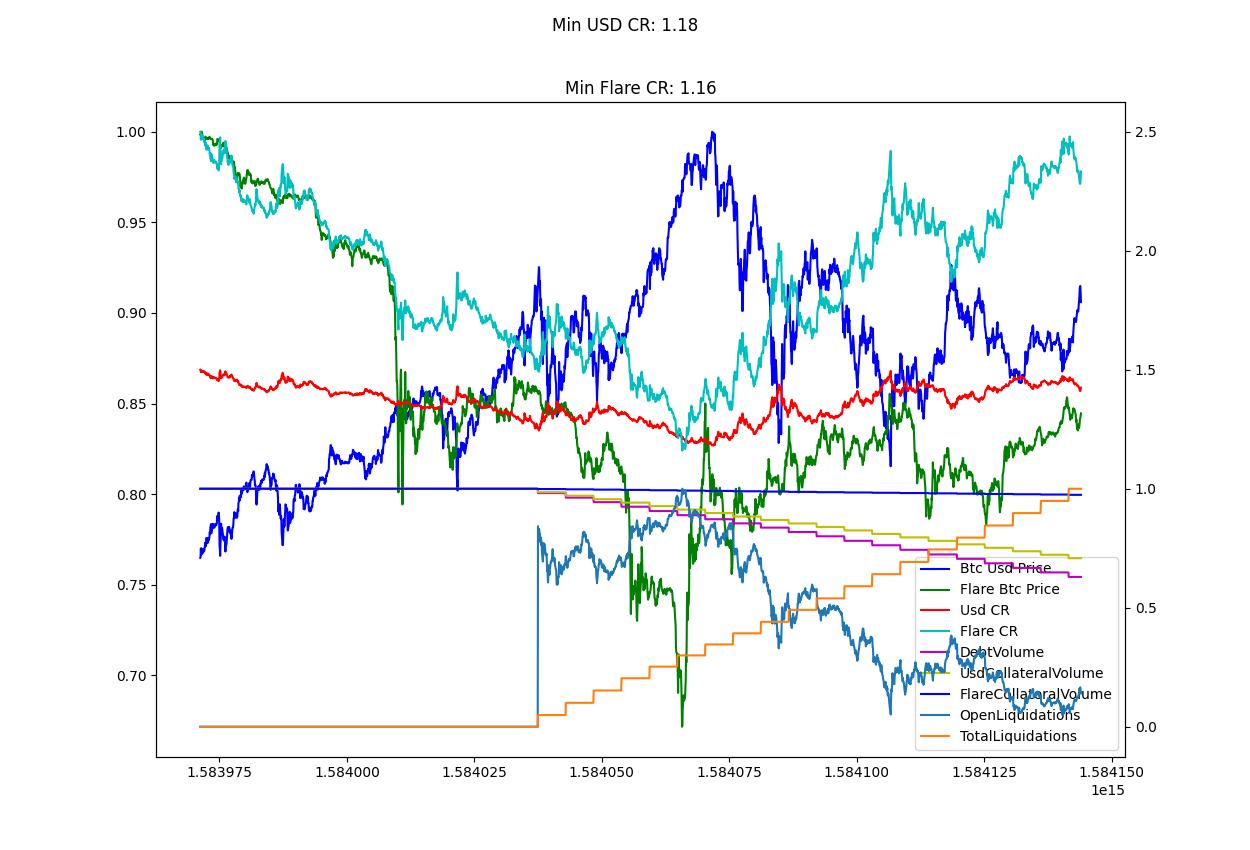 Min USD CR: 1.18
Min Flare CR: 1.16
1.00
0.95
0.90
0.85
0.80
0.75
0.70
2.5
2.0
1.5
1.0
0.5
0.0
Btc Usd Price
Flare Btc Price
Usd CR
Flare CR
DebtVolume
UsdCollateralVolume
FlareCollateralVolume
OpenLiquidations
TotalLiquidations
1.583975 1.584000 1.584025 1.584050 1.584075 1.584100 1.584125 1.584150
1e15